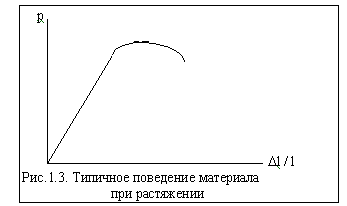 p
Δl /l
Рис.1.3. Типичное поведение материала
при растяжении